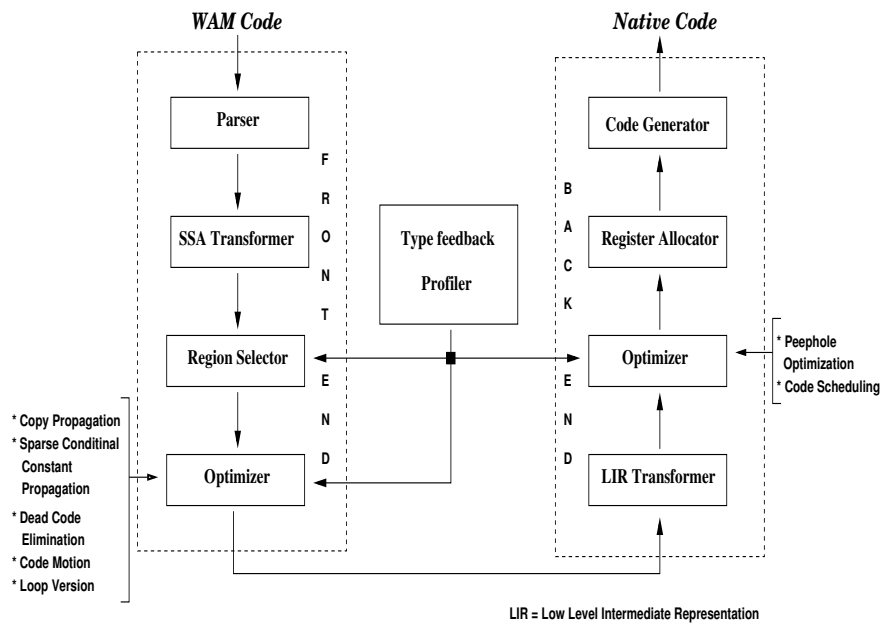 WAM Code
Native Code
Parser
SSA Transformer
Region Selector
Optimizer
F R O N T E N D
* Copy Propagation
* Sparse Conditinal
Constant
Propagation
* Dead Code
Elimination
* Code Motion
* Loop Version
Type feedback
Profiler
B A C K E N D
Code Generator
Register Allocator
Optimizer
LIR Transformer
* Peephole
Optimization
* Code Scheduling
LIR = Low Level Intermediate Representation